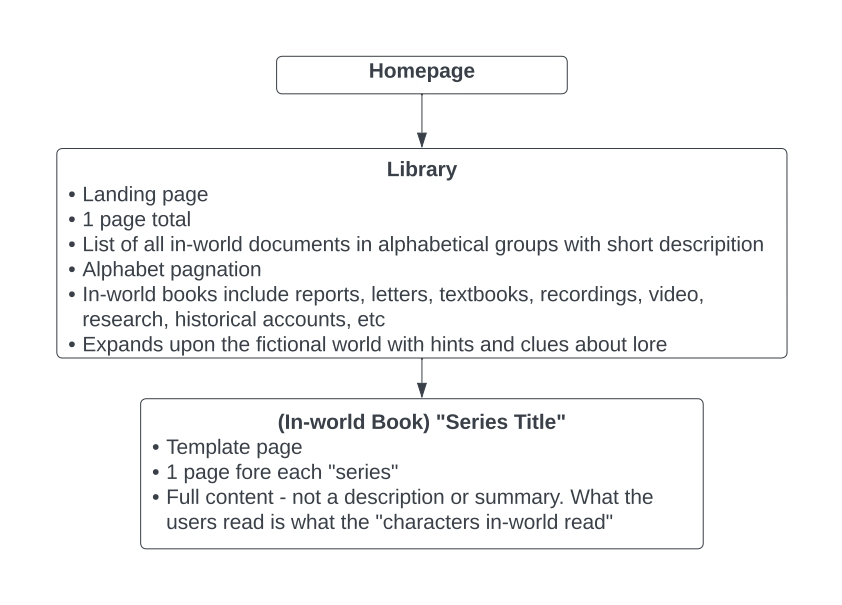 Homepage
Library
• Landing page
• 1 page total
• List of all in-world documents in alphabetical groups with short descripition
• Alphabet pagnation
• In-world books include reports, letters, textbooks, recordings, video,
research, historical accounts, etc
• Expands upon the fictional world with hints and clues about lore
(In-world Book) "Series Title"
• Template page
• 1 page fore each "series"
• Full content - not a description or summary. What the
users read is what the "characters in-world read"